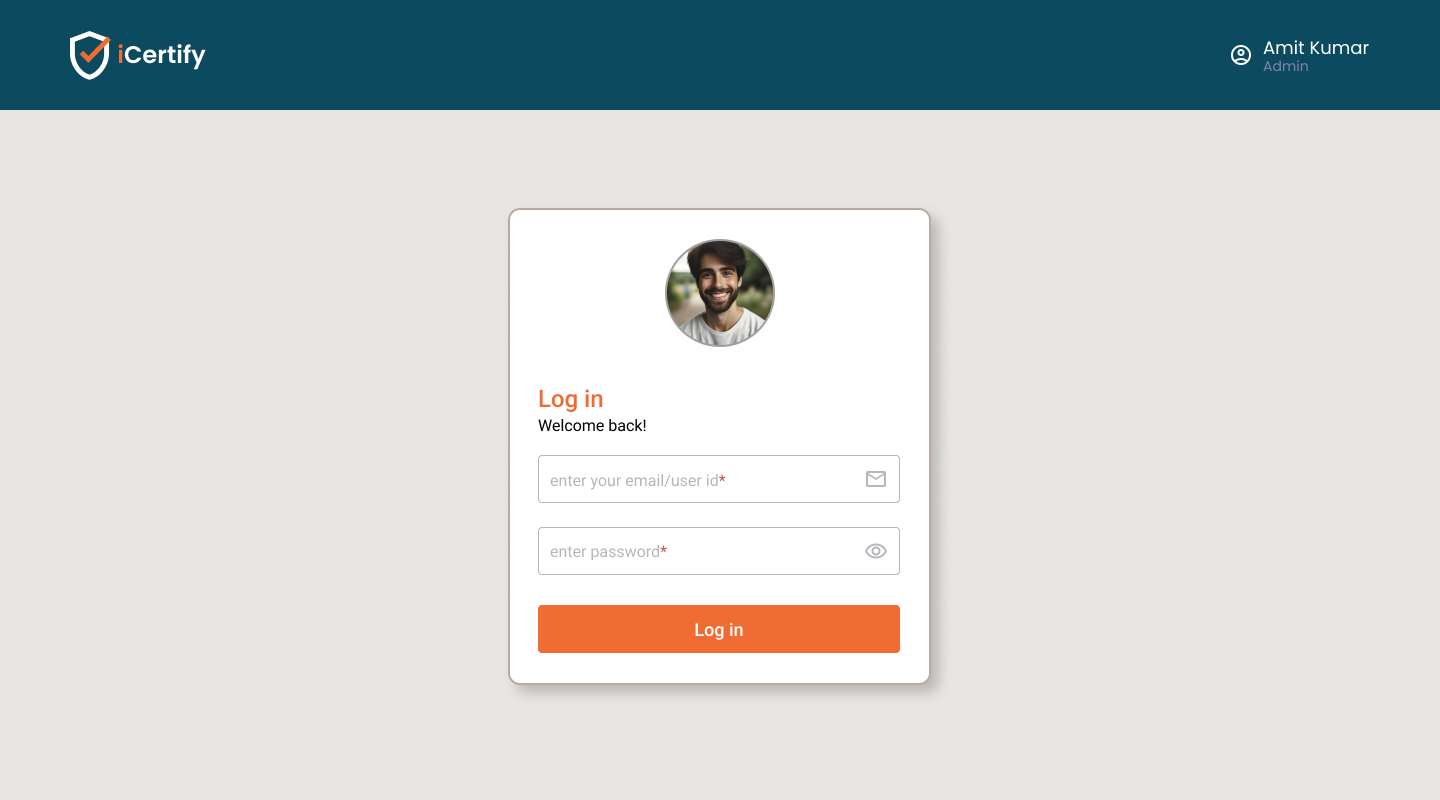 iCertify
Amit Kumar
Admin
Log in
Welcome back!
enter your email/user id*
enter password*
Log in